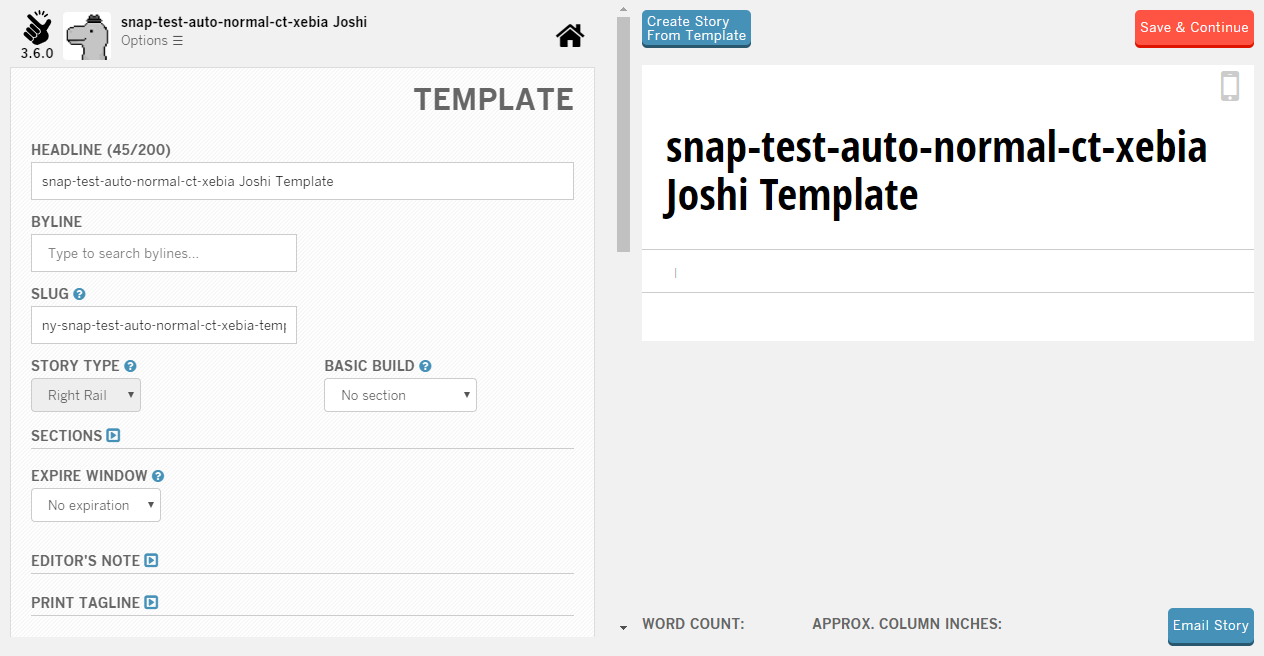 snap-test-auto-normal-ct-xebia Joshi
Options ☰
3.6.0
TEMPLATE
HEADLINE (45/200)
snap-test-auto-normal-ct-xebia Joshi Template
BYLINE
Type to search bylines...
SLUG ?
ny-snap-test-auto-normal-ct-xebia-temp
STORY TYPE ?
BASIC BUILD ?
Right Rail
No section
SECTIONS
EXPIRE WINDOW ?
No expiration
EDITOR'S NOTE
PRINT TAGLINE
Create Story
From Template
Save & Continue
snap-test-auto-normal-ct-xebia
Joshi Template
|
WORD COUNT:
APPROX. COLUMN INCHES:
Email Story